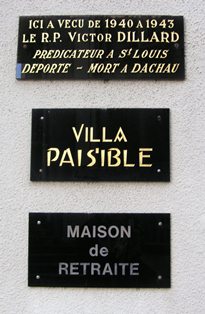 ICI A VECU DE 1940 A 1943
LE R.P. VICTOR DILLARD
PREDICATEUR A ST LOUIS
DEPORTE - MORT A DACHAU
VILLA
PAISIBLE
MAISON
de
RETRAITE